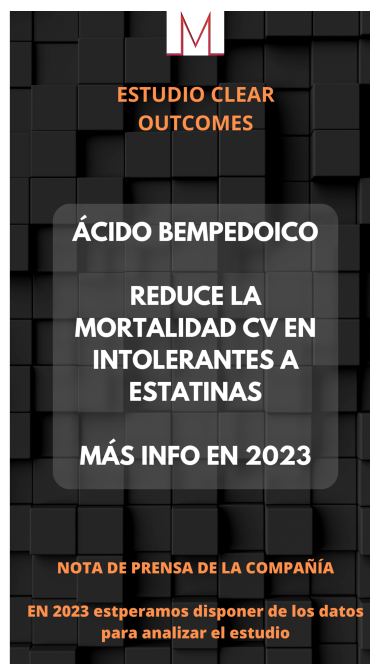 M
ESTUDIO CLEAR
OUTCOMES
ÁCIDO BEMPEDOICO
REDUCE LA
MORTALIDAD CV EN
INTOLERANTES A
ESTATINAS
MÁS INFO EN 2023
NOTA DE PRENSA DE LA COMPAÑÍA
EN 2023 estperamos disponer de los datos
para analizar el estudio